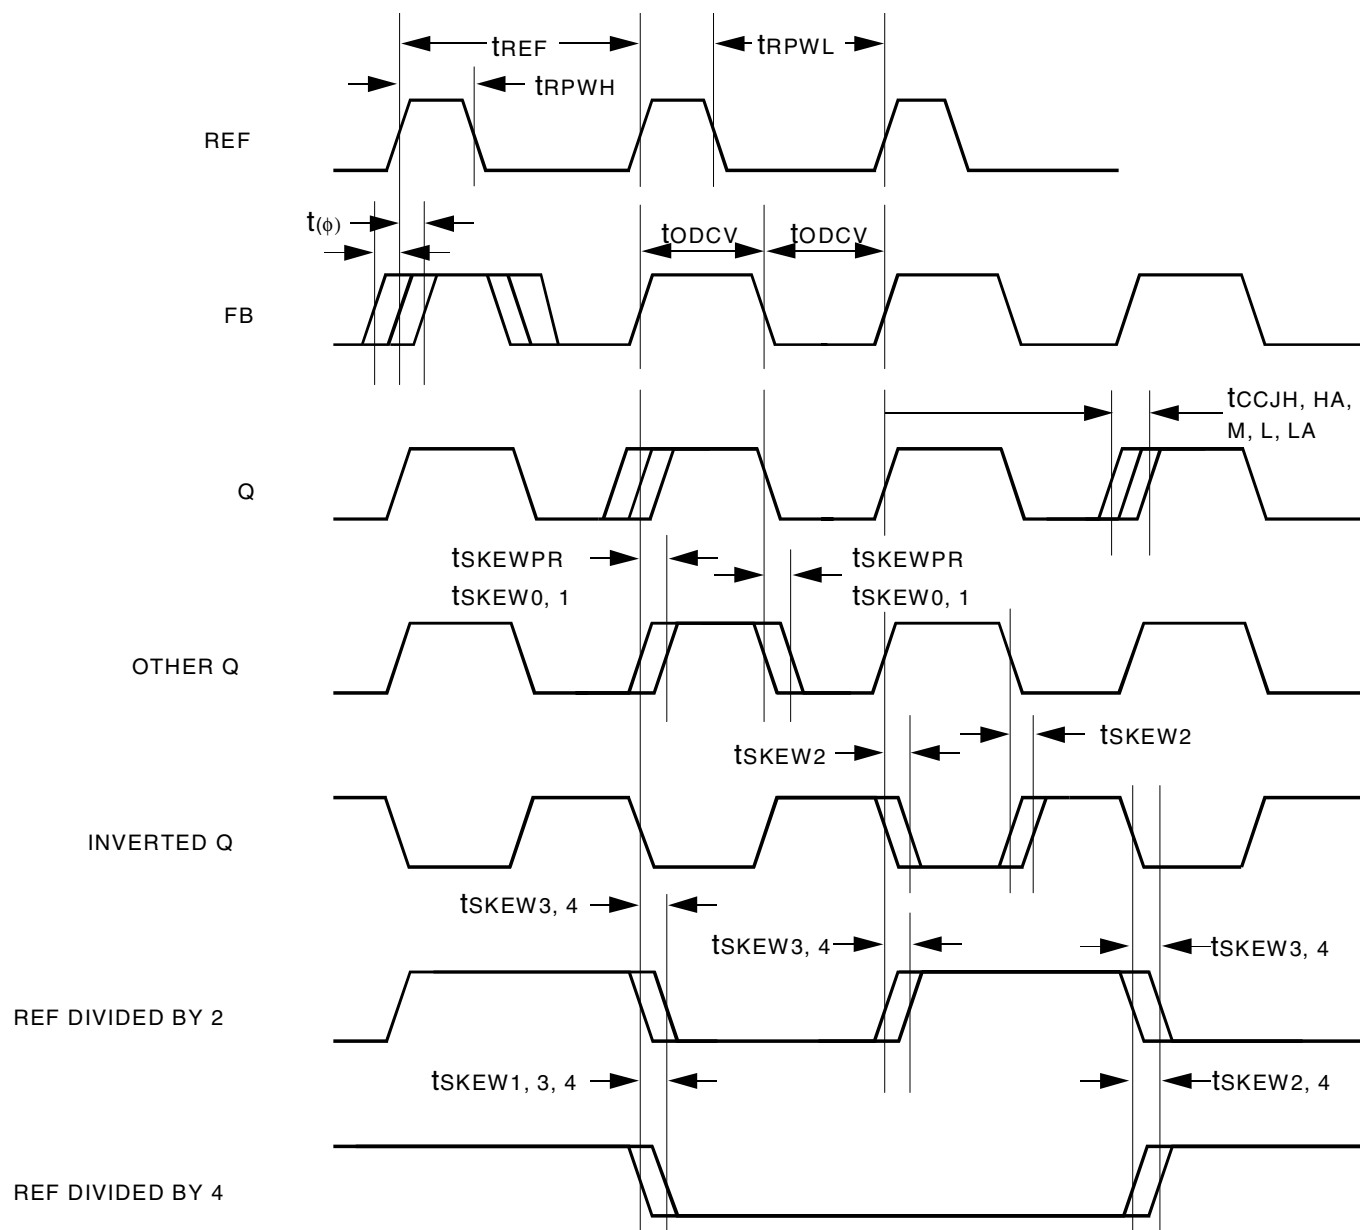 tREF
tRPWL
tRPWH
REF
t(ϕ)
tODCV
tODCV
FB
tCCJH, HA,
M, L, LA
Q
tSKEWPR
tSKEW0, 1
tSKEWPR
tSKEW0, 1
OTHER Q
tSKEW2
tSKEW2
INVERTED Q
tSKEW3, 4
tSKEW3, 4
tSKEW3, 4
REF DIVIDED BY 2
tSKEW1, 3, 4
tSKEW2, 4
REF DIVIDED BY 4